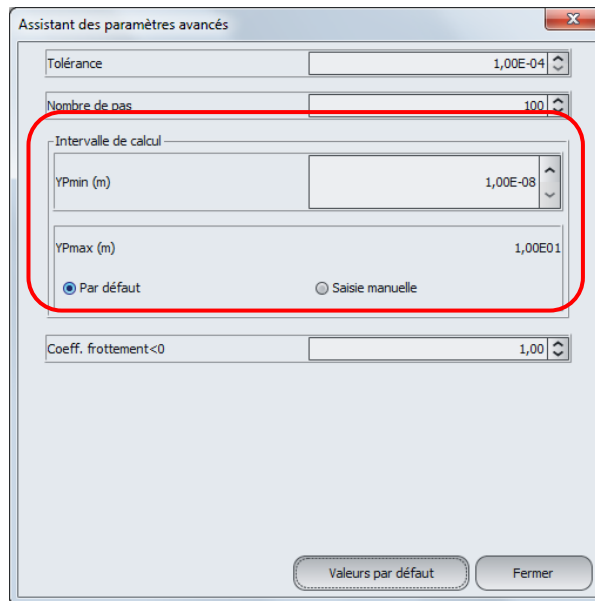 Assistant des paramètres avancés
Tolérance 1,00E-04
Nombre de pas 100
Intervalle de calcul
YPmin (m) 1,00E-08
YPmax (m) 1,00E01
Par défaut Saisie manuelle
Coeff. frottement<0 1,00
Valeurs par défaut Fermer